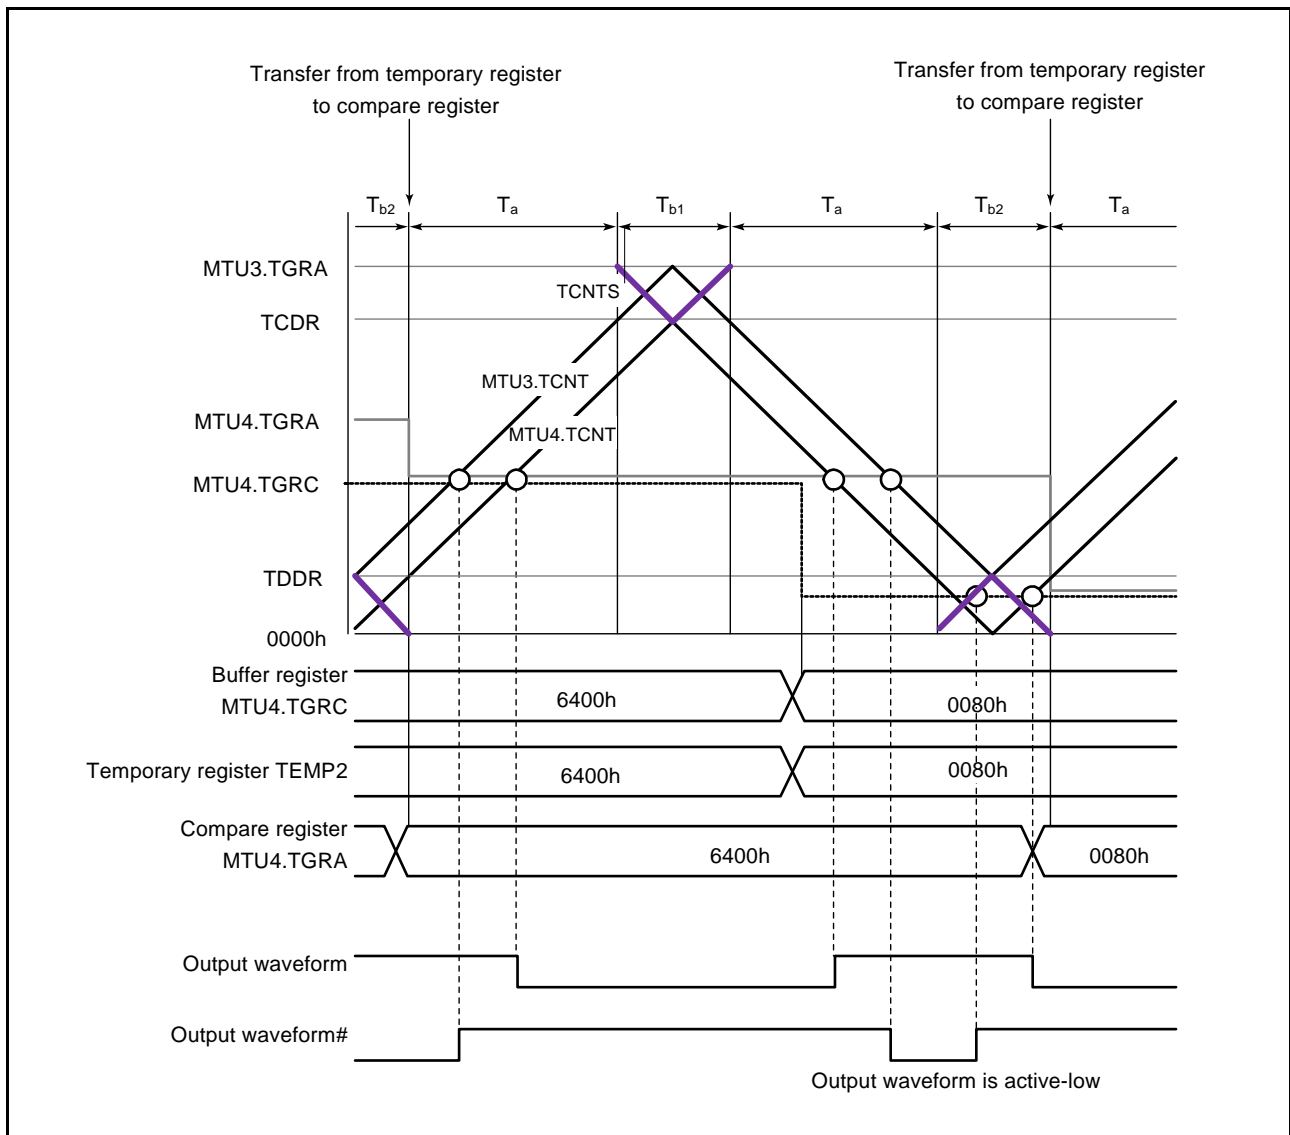 Transfer from temporary register
to compare register
Transfer from temporary register
to compare register
Tb2
Ta
Tb1
Ta
Tb2
Ta
MTU3.TGRA
TCNTS
TCDR
MTU3.TCNT
MTU4.TGRA
MTU4.TCNT
MTU4.TGRC
TDDR
0000h
Buffer register
MTU4.TGRC
6400h
0080h
Temporary register TEMP2
6400h
0080h
Compare register
MTU4.TGRA
6400h
0080h
Output waveform
Output waveform#
Output waveform is active-low